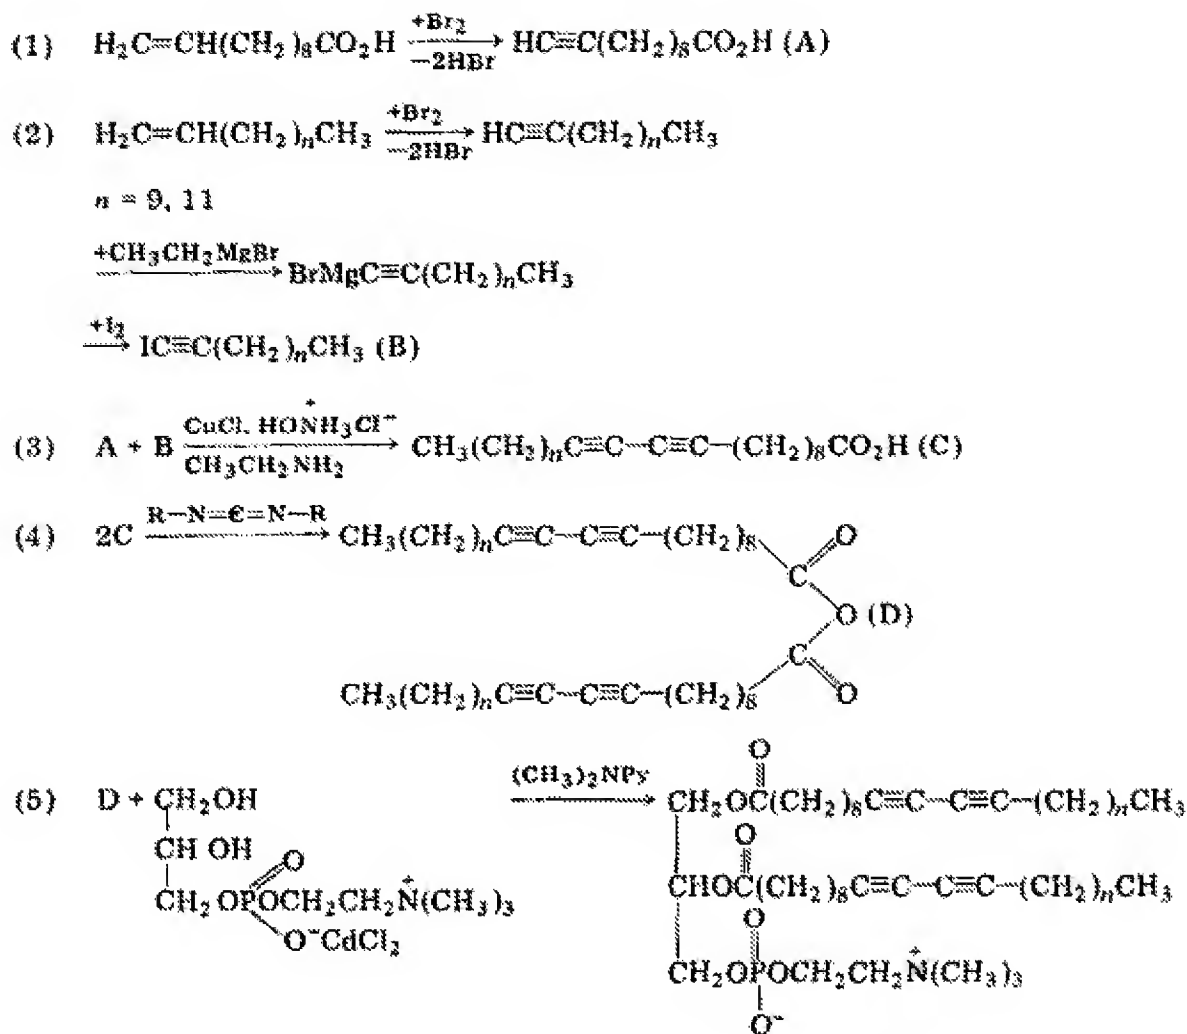 (1) H₂C=CH(CH₂)₈CO₂H +Br₂ −2HBr HC≡C(CH₂)₈CO₂H (A)
(2) H₂C=CH(CH₂)ₙCH₃ +Br₂ −2HBr HC≡C(CH₂)ₙCH₃
n = 9, 11
+CH₃CH₂MgBr BrMgC≡C(CH₂)ₙCH₃
+I₂ IC≡C(CH₂)ₙCH₃ (B)
(3) A + B CuCl, HONH₃Cl⁻ + CH₃CH₂NH₂ CH₃(CH₂)ₙC≡C–C≡C–(CH₂)₈CO₂H (C)
(4) 2C R–N=C=N–R CH₃(CH₂)ₙC≡C–C≡C–(CH₂)₈ O
C
O (D)
C
CH₃(CH₂)ₙC≡C–C≡C–(CH₂)₈ O
O
(5) D + CH₂OH (CH₃)₂NPy CH₂OC(CH₂)₈C≡C–C≡C–(CH₂)ₙCH₃
CH OH O
O CHOC(CH₂)₈C≡C–C≡C–(CH₂)ₙCH₃
CH₂ OPOCH₂CH₂N⁺(CH₃)₃ O
O⁻CdCl₂ CH₂OPOCH₂CH₂N⁺(CH₃)₃
O⁻